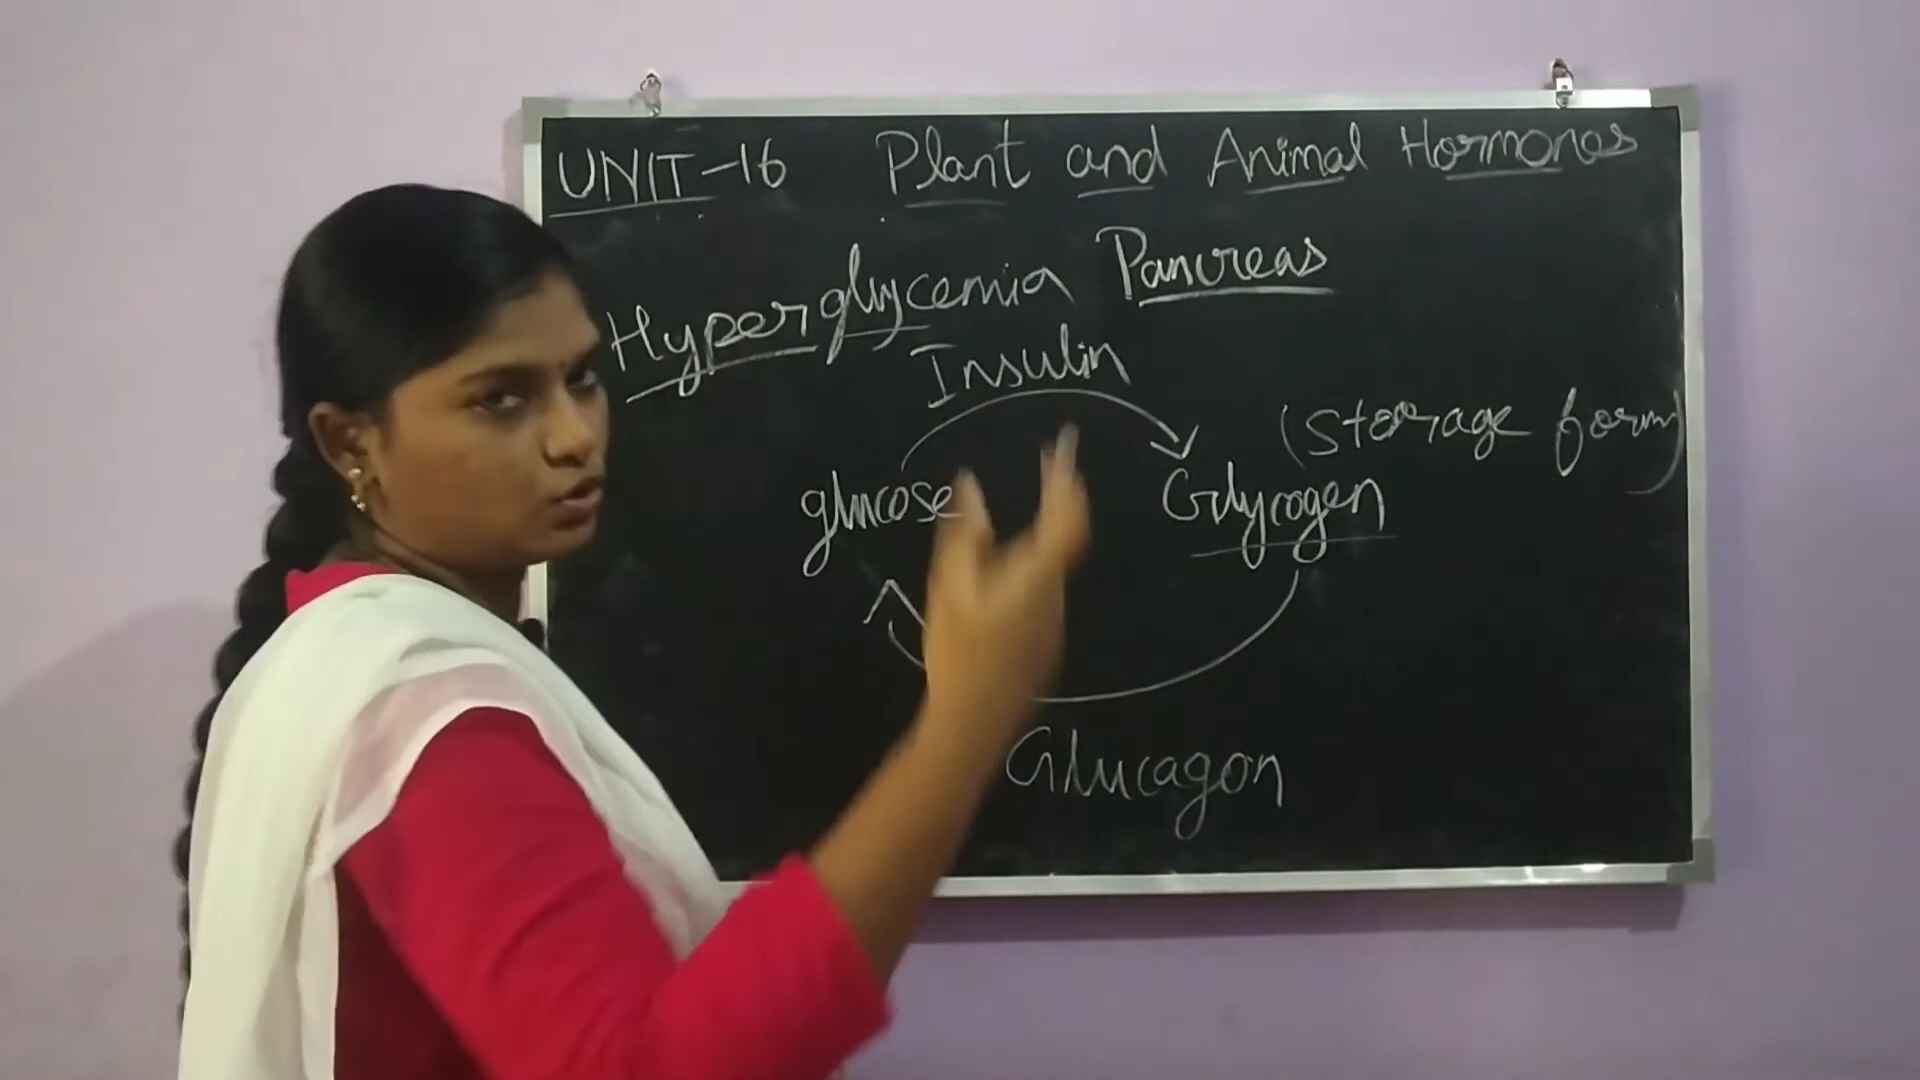 UNIT-16 Plant and Animal Hormones
Hyperglycemia Pancreas
Insulin
(Storage form)
glucose Glycogen
Glucagon